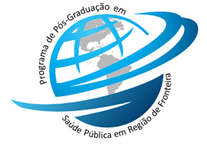 Programa de Pós-Graduação em
Saúde Pública em Região de Fronteira